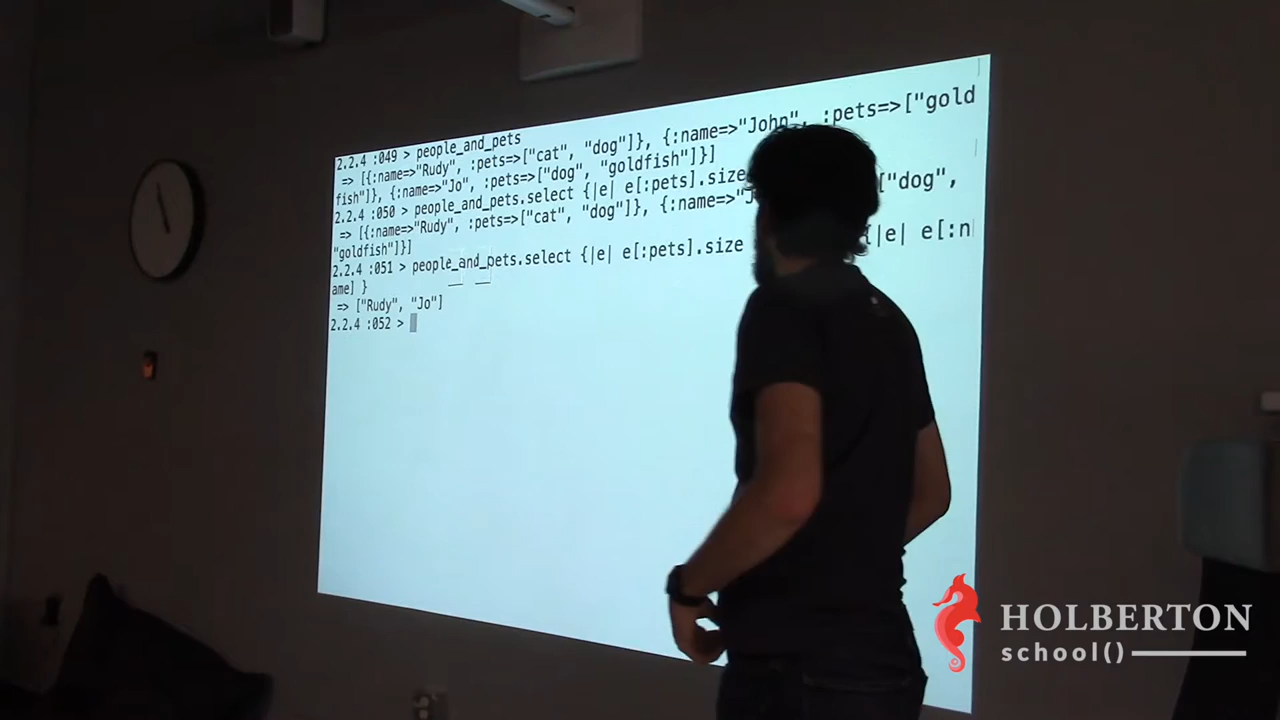 2.2.4 :049 > people_and_pets
=> [{:name=>"Rudy", :pets=>["cat", "dog"]}, {:name=>"John", :pets=>["gold
fish"]}, {:name=>"Jo", :pets=>["dog", "goldfish"]}]
2.2.4 :050 > people_and_pets.select {|e| e[:pets].size
=> [{:name=>"Rudy", :pets=>["cat", "dog"]}, {:name=>"J ["dog",
"goldfish"]}]
2.2.4 :051 > people_and_pets.select {|e| e[:pets].size {|e| e[:n
ame] }
=> ["Rudy", "Jo"]
2.2.4 :052 >
HOLBERTON
school()